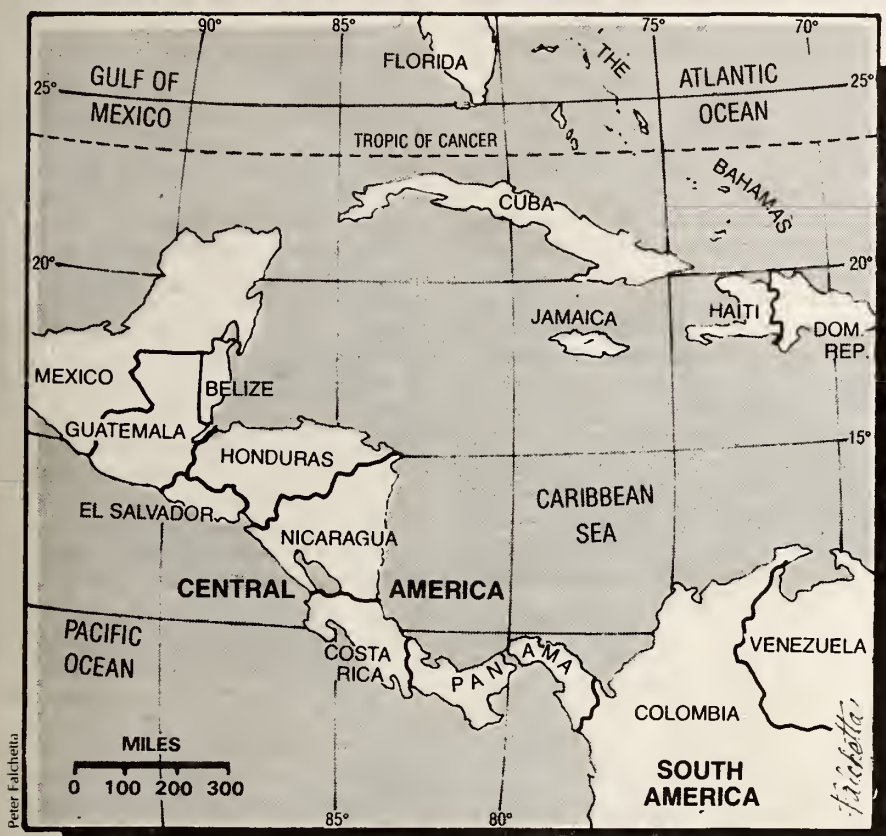 90°
85°
75°
70°
FLORIDA
THE
BAHAMAS
GULF OF
MEXICO
ATLANTIC
OCEAN
25°
25°
TROPIC OF CANCER
CUBA
20°
20°
JAMAICA
HAITI
DOM.
REP.
MEXICO
BELIZE
GUATEMALA
HONDURAS
15°
EL SALVADOR
CARIBBEAN
SEA
NICARAGUA
CENTRAL AMERICA
PACIFIC
OCEAN
COSTA
RICA
PANAMA
VENEZUELA
COLOMBIA
SOUTH
AMERICA
MILES
0 100 200 300
85°
80°
Peter Falchetta
Falchetta